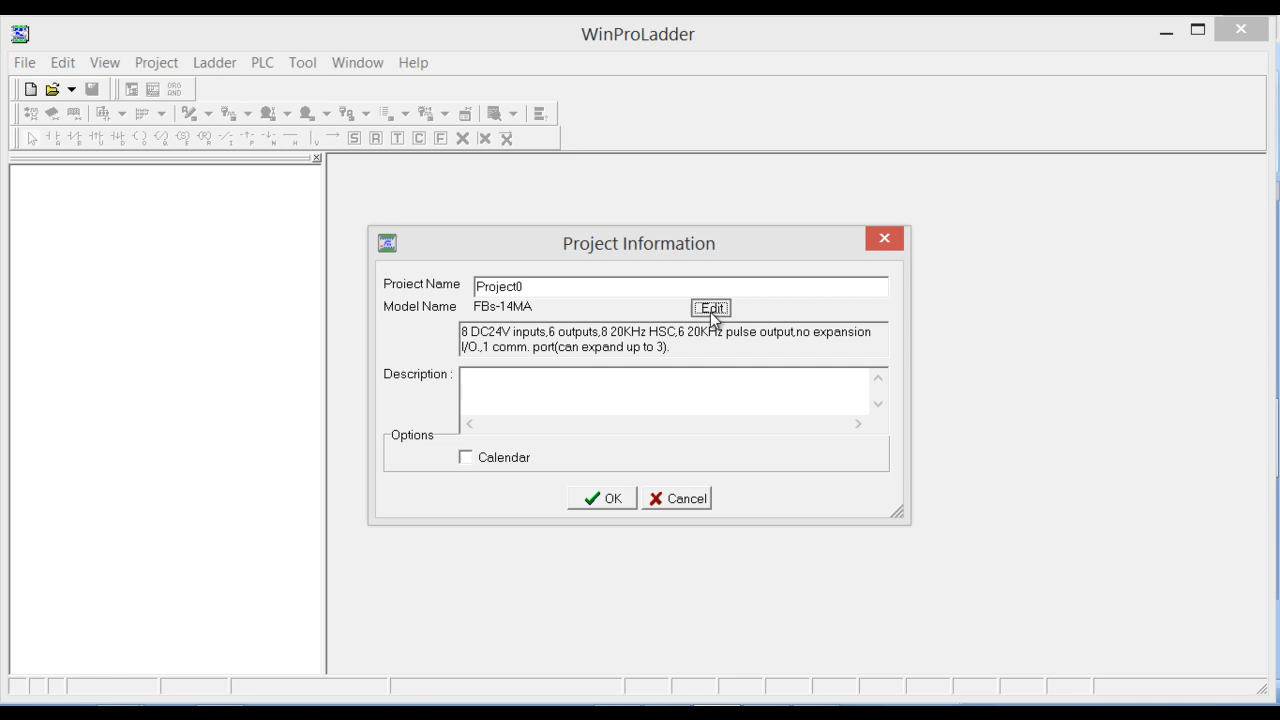 WinProLadder
File Edit View Project Ladder PLC Tool Window Help
Project Information
Project Name Project0
Model Name FBs-14MA Edit
8 DC24V inputs,6 outputs,8 20KHz HSC,6 20KHz pulse output,no expansion
I/O.,1 comm. port(can expand up to 3).
Description :
Options
Calendar
OK Cancel